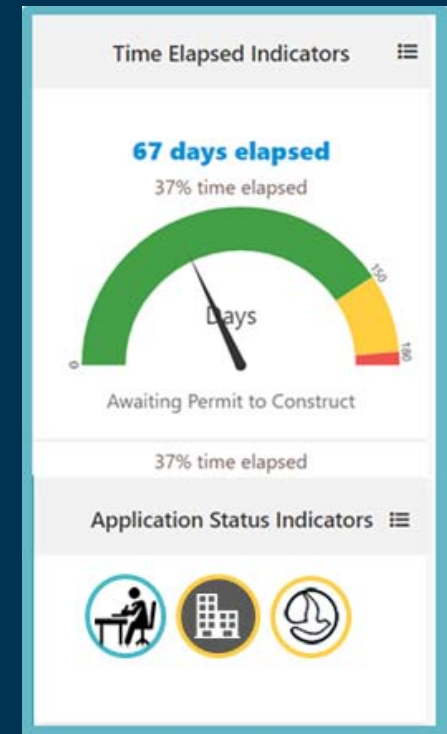 Time Elapsed Indicators
67 days elapsed
37% time elapsed
150
Days
0
180
Awaiting Permit to Construct
37% time elapsed
Application Status Indicators